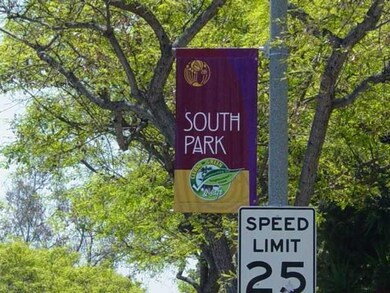 SOUTH
PARK
SPEED
LIMIT
25